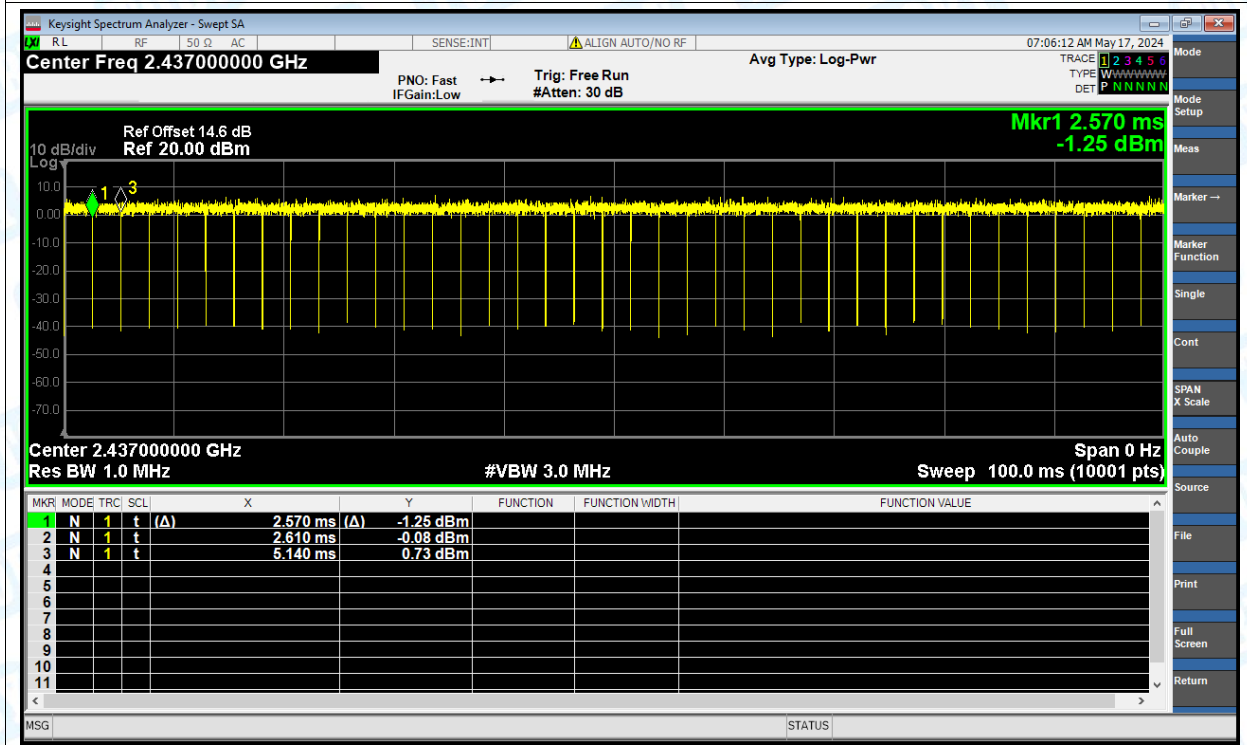 Keysight Spectrum Analyzer - Swept SA
LXI RL RF 50 Ω AC SENSE:INT ALIGN AUTO/NO RF 07:06:12 AM May 17, 2024
Center Freq 2.437000000 GHz
PNO: Fast
IFGain:Low
Trig: Free Run
#Atten: 30 dB
Avg Type: Log-Pwr
TRACE 1 2 3 4 5 6
TYPE WWWWWW
DET P N N N N N
Ref Offset 14.6 dB
10 dB/div Ref 20.00 dBm
Log
Mkr1 2.570 ms
-1.25 dBm
1 3
10.0
0.00
-10.0
-20.0
-30.0
-40.0
-50.0
-60.0
-70.0
Center 2.437000000 GHz Span 0 Hz
Res BW 1.0 MHz #VBW 3.0 MHz Sweep 100.0 ms (10001 pts)
MKR MODE TRC SCL X Y FUNCTION FUNCTION WIDTH FUNCTION VALUE
1 N 1 t (Δ) 2.570 ms (Δ) -1.25 dBm
2 N 1 t 2.610 ms -0.08 dBm
3 N 1 t 5.140 ms 0.73 dBm
4
5
6
7
8
9
10
11
MSG STATUS
Mode
Mode
Setup
Meas
Marker →
Marker
Function
Single
Cont
SPAN
X Scale
Auto
Couple
Source
File
Print
Full
Screen
Return